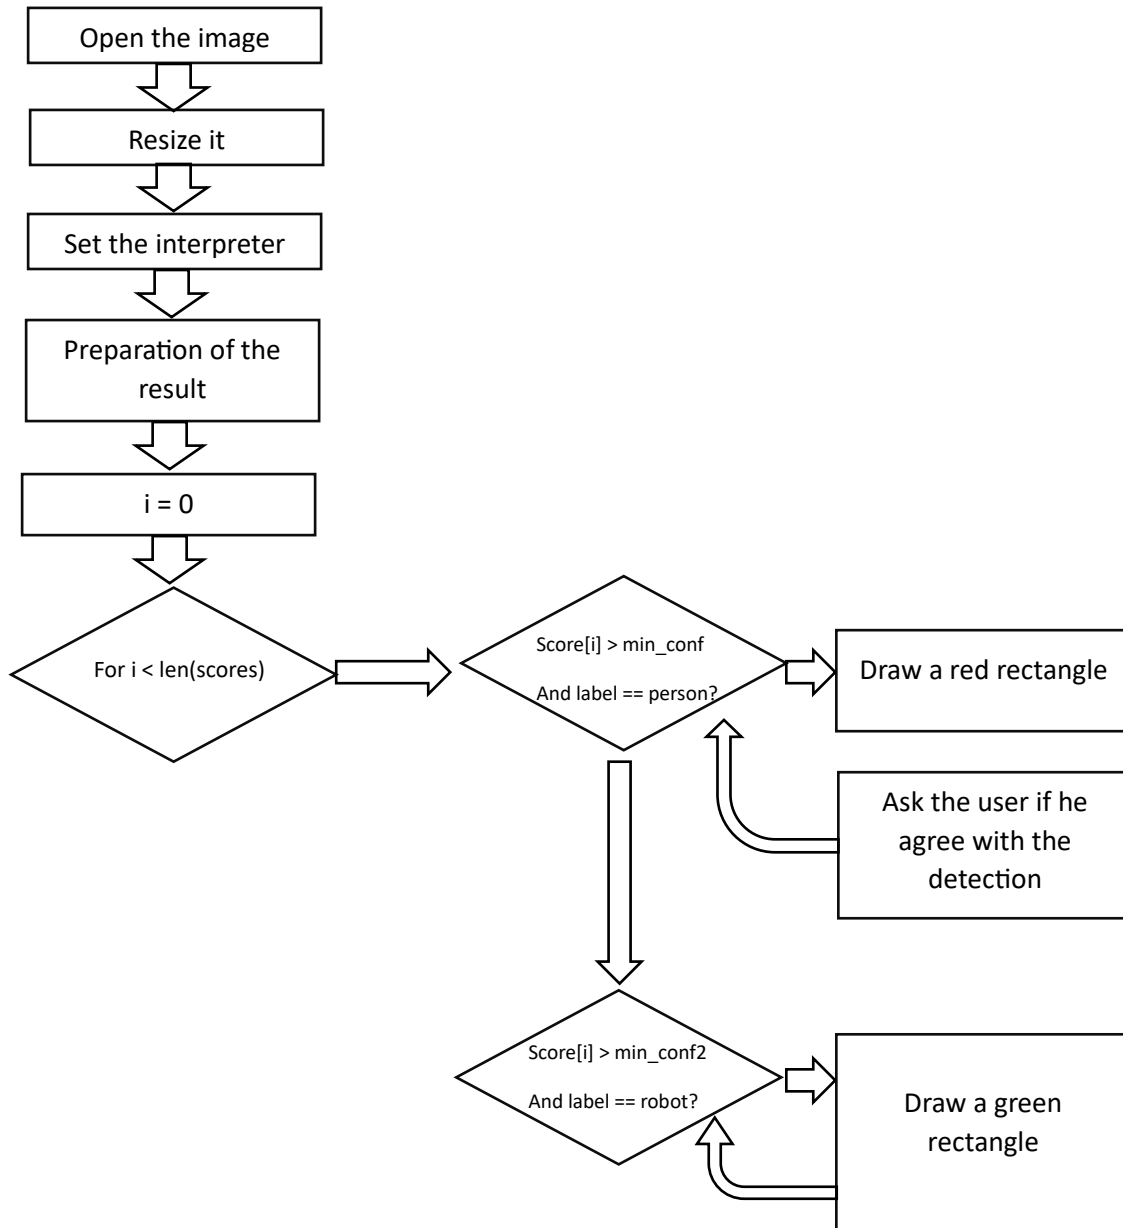 Open the image
Resize it
Set the interpreter
Preparation of the
result
i = 0
For i < len(scores)
Score[i] > min_conf
And label == person?
Draw a red rectangle
Ask the user if he
agree with the
detection
Score[i] > min_conf2
And label == robot?
Draw a green
rectangle